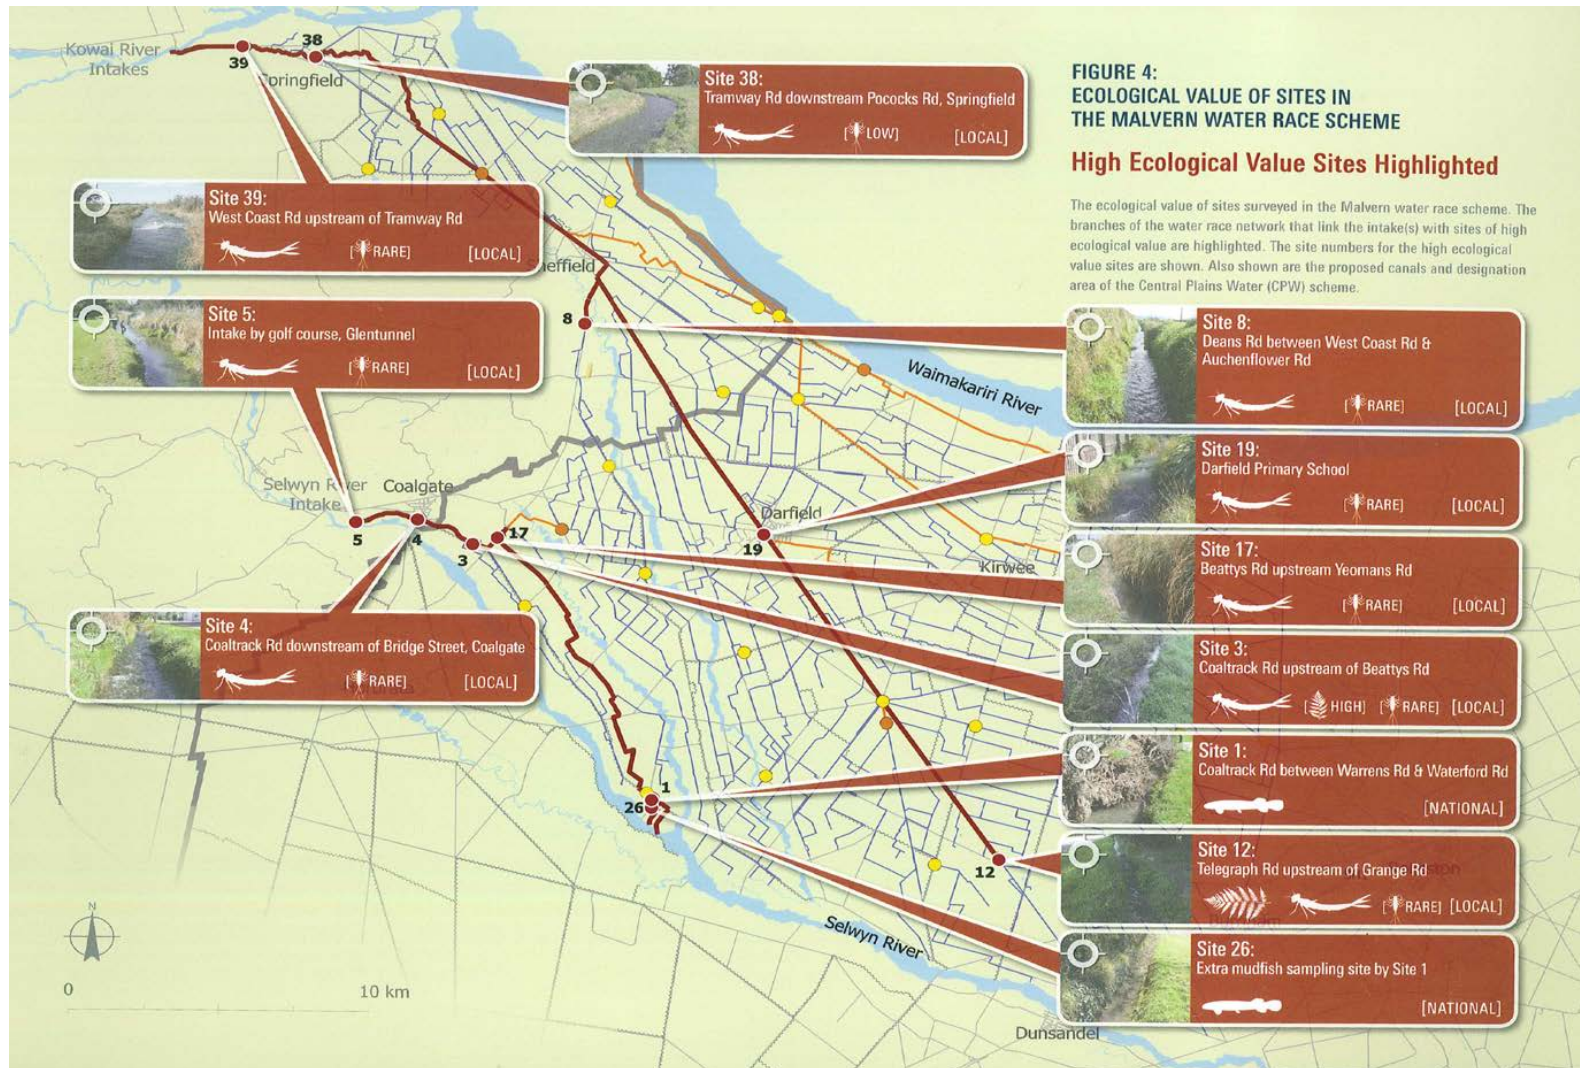 FIGURE 4:
ECOLOGICAL VALUE OF SITES IN
THE MALVERN WATER RACE SCHEME
High Ecological Value Sites Highlighted
The ecological value of sites surveyed in the Malvern water race scheme. The
branches of the water race network that link the intake(s) with sites of high
ecological value are highlighted. The site numbers for the high ecological
value sites are shown. Also shown are the proposed canals and designation
area of the Central Plains Water (CPW) scheme.
Kowai River
Intakes
39
38
Springfield
Site 38:
Tramway Rd downstream Pococks Rd, Springfield
[LOW] [LOCAL]
Site 39:
West Coast Rd upstream of Tramway Rd
[RARE] [LOCAL]
Sheffield
Site 5:
Intake by golf course, Glentunnel
[RARE] [LOCAL]
8
Site 8:
Deans Rd between West Coast Rd &
Auchenflower Rd
[RARE] [LOCAL]
Waimakariri River
Site 19:
Darfield Primary School
[RARE] [LOCAL]
Selwyn River
Intake
Coalgate
5
4
3
17
Darfield
19
Kirwee
Site 17:
Beattys Rd upstream Yeomans Rd
[RARE] [LOCAL]
Site 4:
Coaltrack Rd downstream of Bridge Street, Coalgate
[RARE] [LOCAL]
Site 3:
Coaltrack Rd upstream of Beattys Rd
[HIGH] [RARE] [LOCAL]
Site 1:
Coaltrack Rd between Warrens Rd & Waterford Rd
[NATIONAL]
1
26
12
Site 12:
Telegraph Rd upstream of Grange Rd
[RARE] [LOCAL]
Site 26:
Extra mudfish sampling site by Site 1
[NATIONAL]
Selwyn River
Dunsandel
N
0 10 km